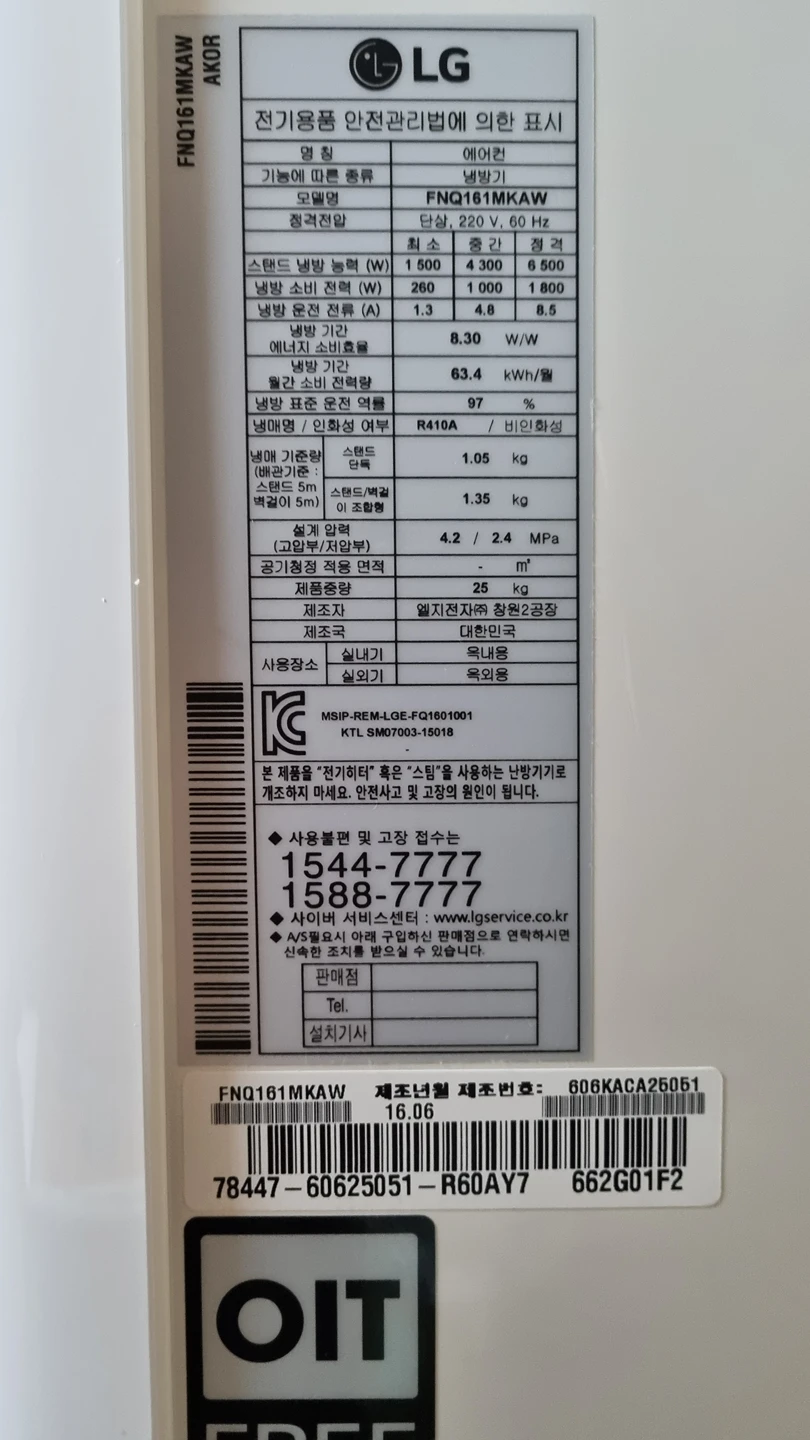 FNQ161MKAW
AKOR
LG
전기용품 안전관리법에 의한 표시
명 칭 에어컨
기능에 따른 종류 냉방기
모델명 FNQ161MKAW
정격전압 단상, 220 V, 60 Hz
최 소 중 간 정 격
스탠드 냉방 능력 (W) 1 500 4 300 6 500
냉방 소비 전력 (W) 260 1 000 1 800
냉방 운전 전류 (A) 1.3 4.8 8.5
냉방 기간
에너지 소비효율 8.30 W/W
냉방 기간
월간 소비 전력량 63.4 kWh/월
냉방 표준 운전 역률 97 %
냉매명 / 인화성 여부 R410A / 비인화성
냉매 기준량
(배관기준 :
스탠드 5m
벽걸이 5m)
스탠드
단독 1.05 kg
스탠드/벽걸
이 조합형 1.35 kg
설계 압력
(고압부/저압부) 4.2 / 2.4 MPa
공기청정 적용 면적 - ㎡
제품중량 25 kg
제조자 엘지전자㈜ 창원2공장
제조국 대한민국
사용장소 실내기 옥내용
실외기 옥외용
MSIP-REM-LGE-FQ1601001
KTL SM07003-15018
-
본 제품을 "전기히터" 혹은 "스팀"을 사용하는 난방기기로
개조하지 마세요. 안전사고 및 고장의 원인이 됩니다.
◆ 사용불편 및 고장 접수는
1544-7777
1588-7777
◆ 사이버 서비스센터 : www.lgservice.co.kr
◆ A/S필요시 아래 구입하신 판매점으로 연락하시면
신속한 조치를 받으실 수 있습니다.
판매점
Tel.
설치기사
FNQ161MKAW 제조년월 제조번호: 606KACA25051
16.06
78447-60625051-R60AY7 662G01F2
OIT
FREE